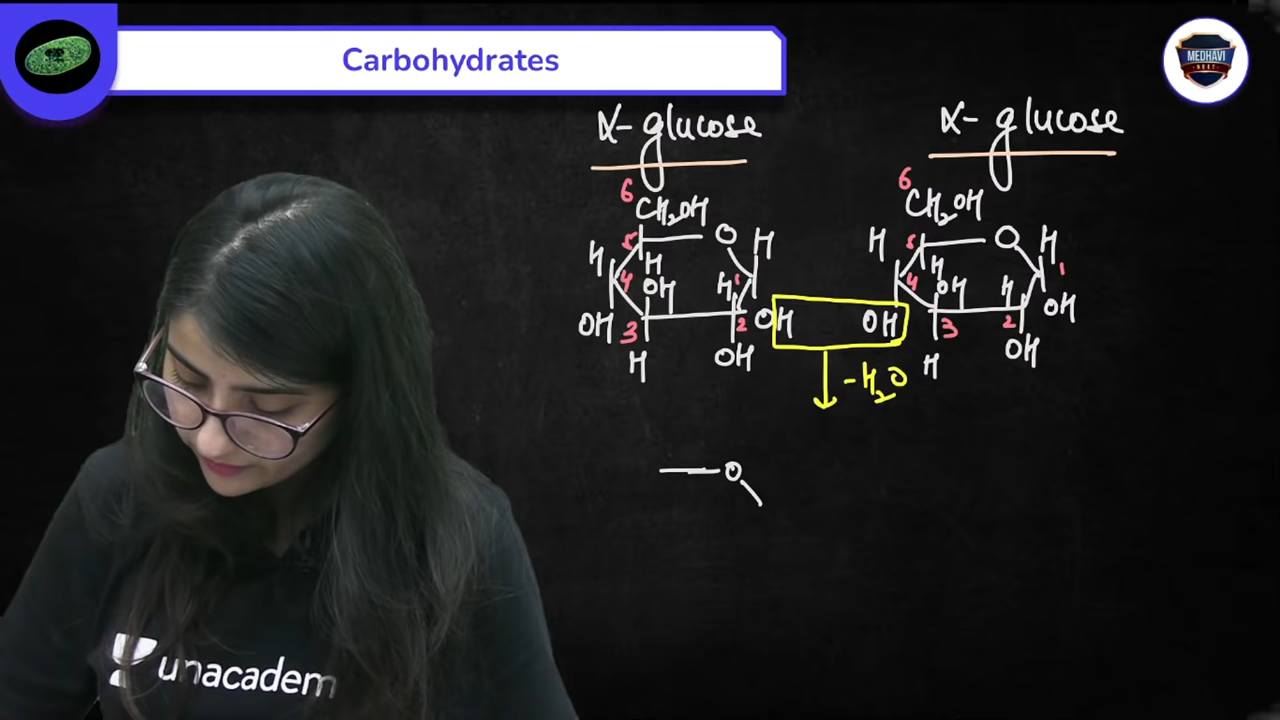 Carbohydrates
MEDHAVI
NEET
α- glucose α- glucose
6 6
CH₂OH CH₂OH
H 5 O H H 5 O H
H H
4 OH H 1 4 OH H 1
OH 3 2 OH OH 3 2 OH
H OH H OH
-H₂O
O
unacadem